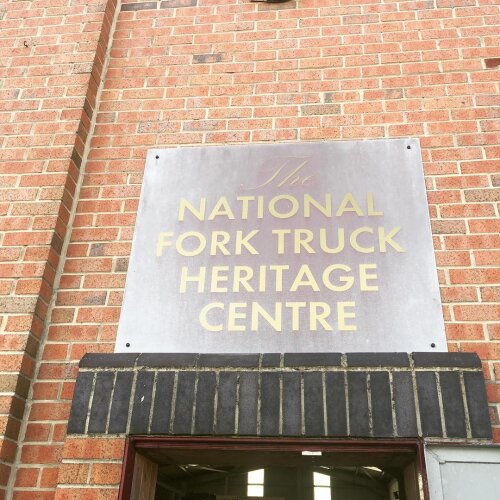 The
NATIONAL
FORK TRUCK
HERITAGE
CENTRE